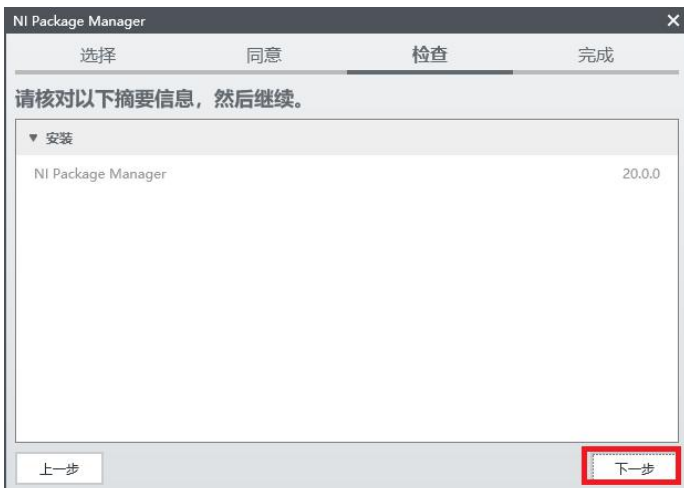 NI Package Manager
选择 同意 检查 完成
请核对以下摘要信息，然后继续。
安装
NI Package Manager 20.0.0
上一步 下一步